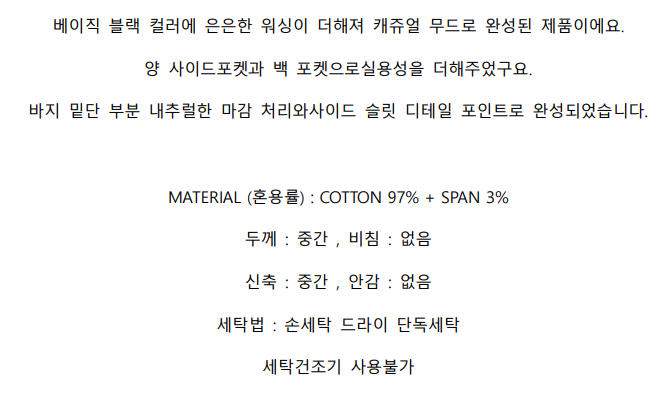 베이직 블랙 컬러에 은은한 워싱이 더해져 캐쥬얼 무드로 완성된 제품이에요.
양 사이드포켓과 백 포켓으로실용성을 더해주었구요.
바지 밑단 부분 내추럴한 마감 처리와사이드 슬릿 디테일 포인트로 완성되었습니다.
MATERIAL (혼용률) : COTTON 97% + SPAN 3%
두께 : 중간 , 비침 : 없음
신축 : 중간 , 안감 : 없음
세탁법 : 손세탁 드라이 단독세탁
세탁건조기 사용불가